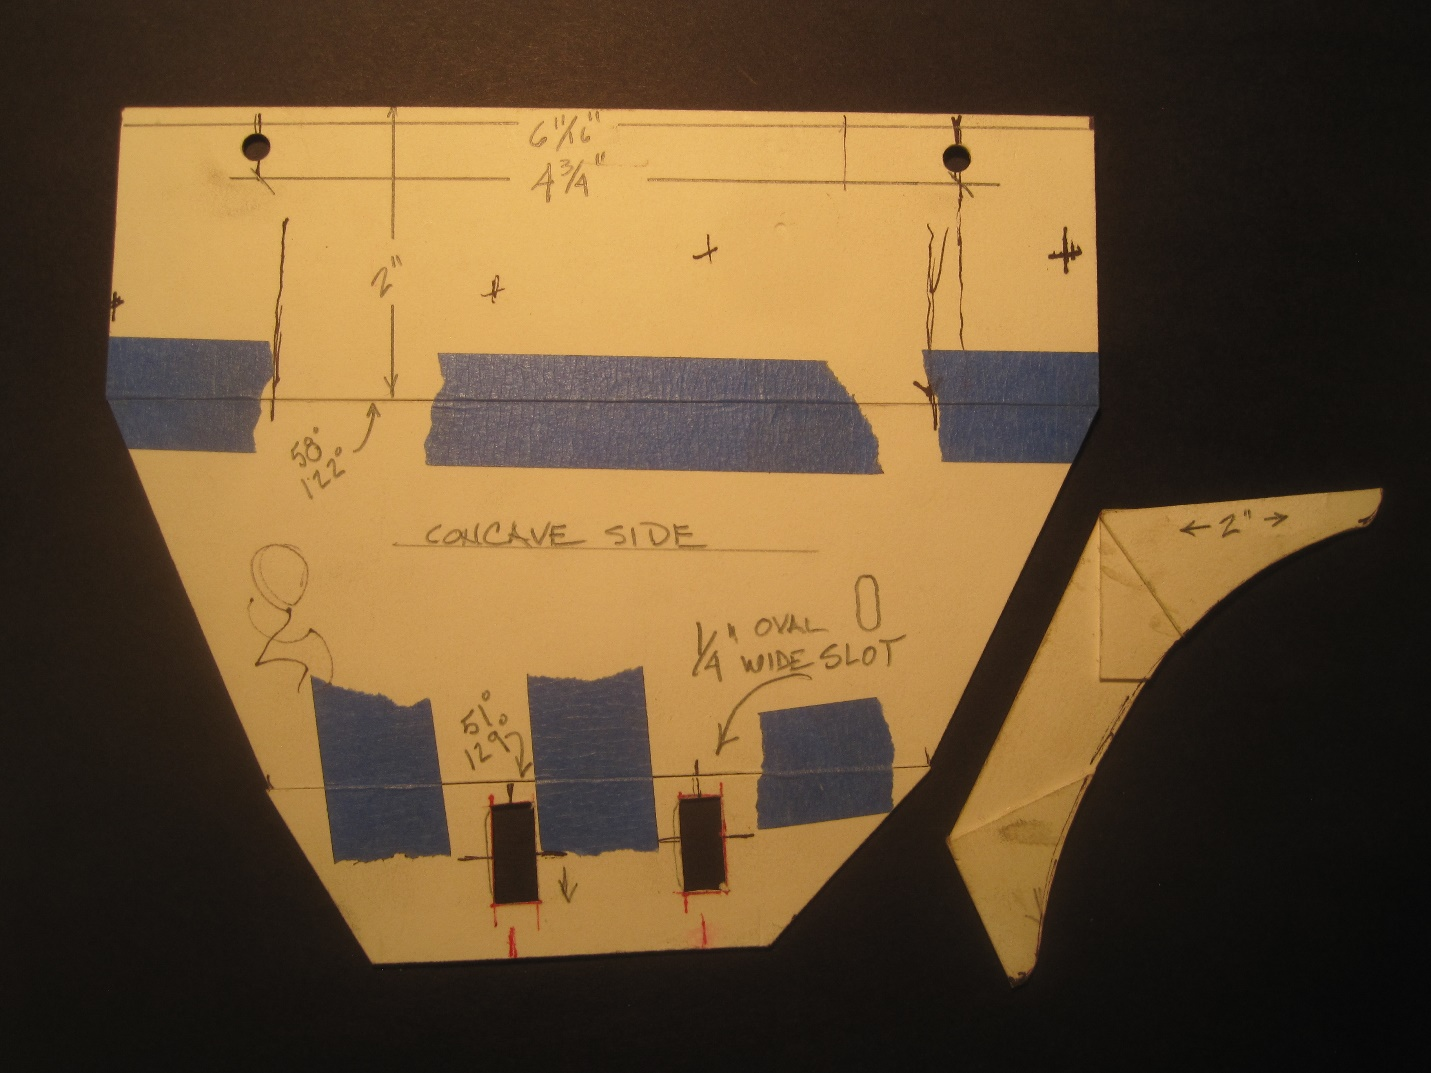 6 11/16"
4 3/4"
2"
58°
122°
CONCAVE SIDE
2"
1/4" OVAL
WIDE SLOT
51°
129°